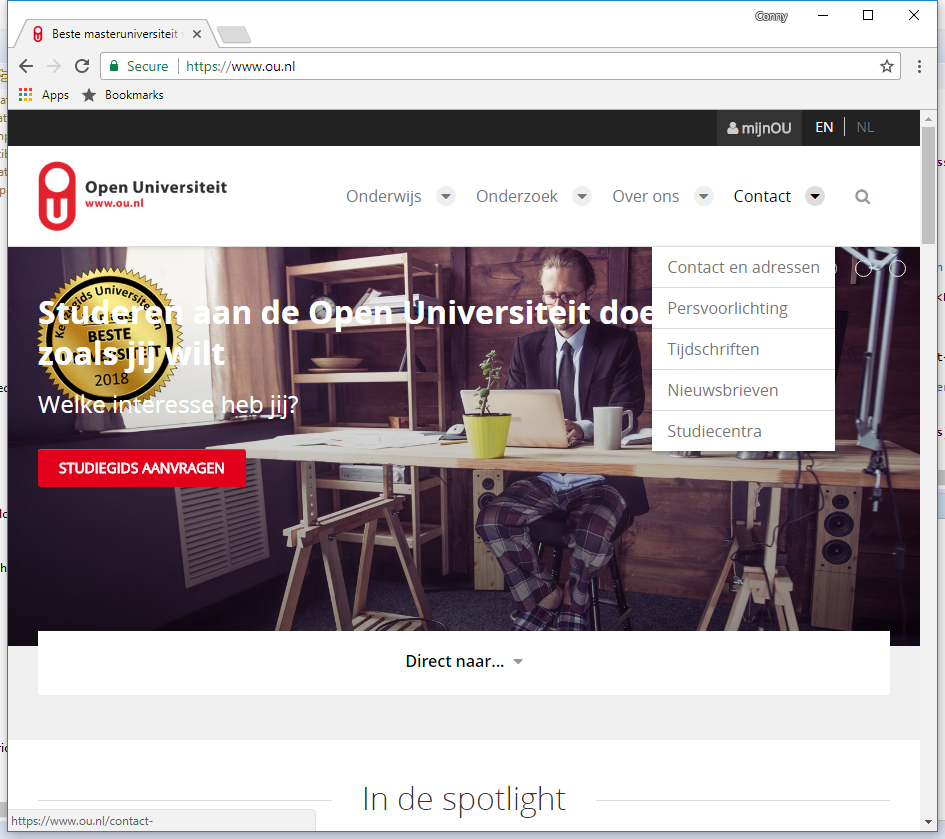 Conny
Beste masteruniversiteit
Secure
https://www.ou.nl
Apps
Bookmarks
mijnOU
EN
NL
Open Universiteit
www.ou.nl
Onderwijs
Onderzoek
Over ons
Contact
Contact en adressen
Persvoorlichting
Tijdschriften
Nieuwsbrieven
Studiecentra
Universiteiten
BESTE
2018
Studeren aan de Open Universiteit doe
zoals jij wilt
Welke interesse heb jij?
STUDIEGIDS AANVRAGEN
Direct naar...
In de spotlight
https://www.ou.nl/contact-